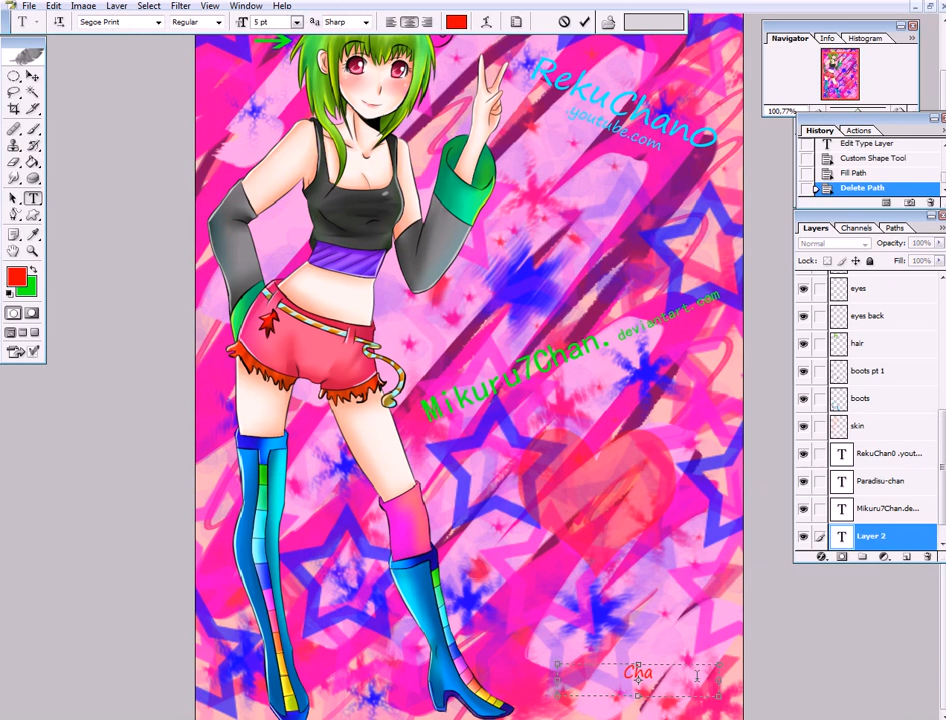 File Edit Image Layer Select Filter View Window Help
Segoe Print Regular 5 pt Sharp
Navigator Info Histogram
100,77%
History Actions
Edit Type Layer
Custom Shape Tool
Fill Path
Delete Path
Layers Channels Paths
Normal Opacity: 100%
Lock: Fill: 100%
eyes
eyes back
hair
boots pt 1
boots
skin
RekuChan0 .yout...
Paradisu-chan
Mikuru7Chan.de...
Layer 2
RekuChan0
youtube.com
Mikuru7Chan. deviantart.com
Cha